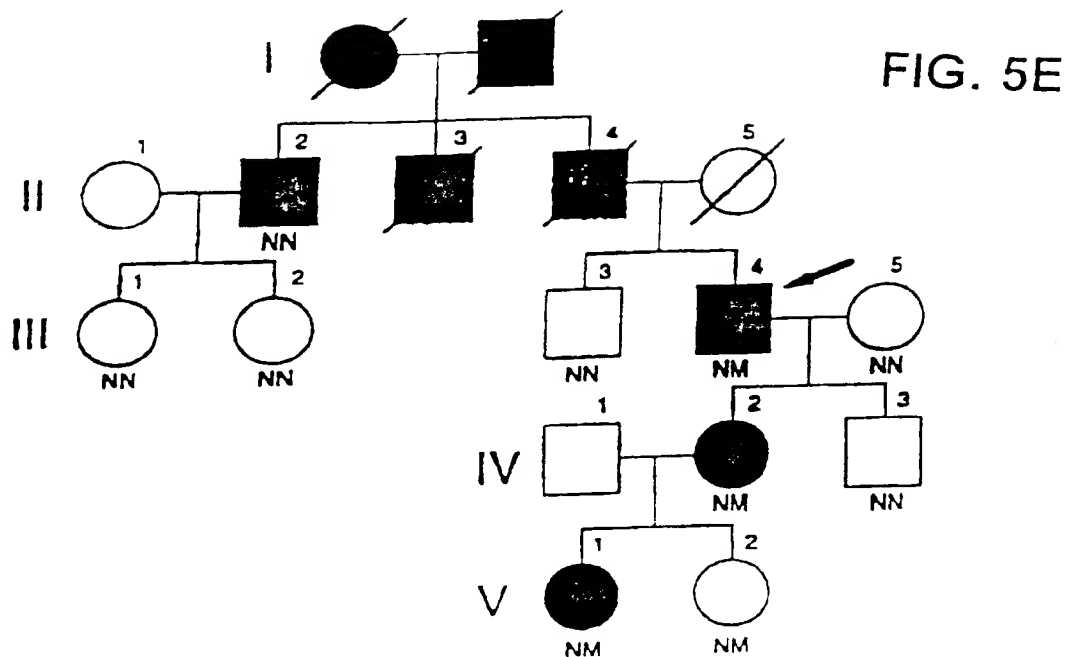 I
FIG. 5E
1 2 3 4 5
II
NN
1 2 3 4 5
III
NN NN NN NM NN
1 2 3
IV
NM NN
1 2
V
NM NM